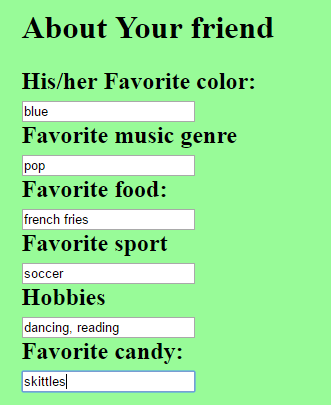 About Your friend
His/her Favorite color:
blue
Favorite music genre
pop
Favorite food:
french fries
Favorite sport
soccer
Hobbies
dancing, reading
Favorite candy:
skittles